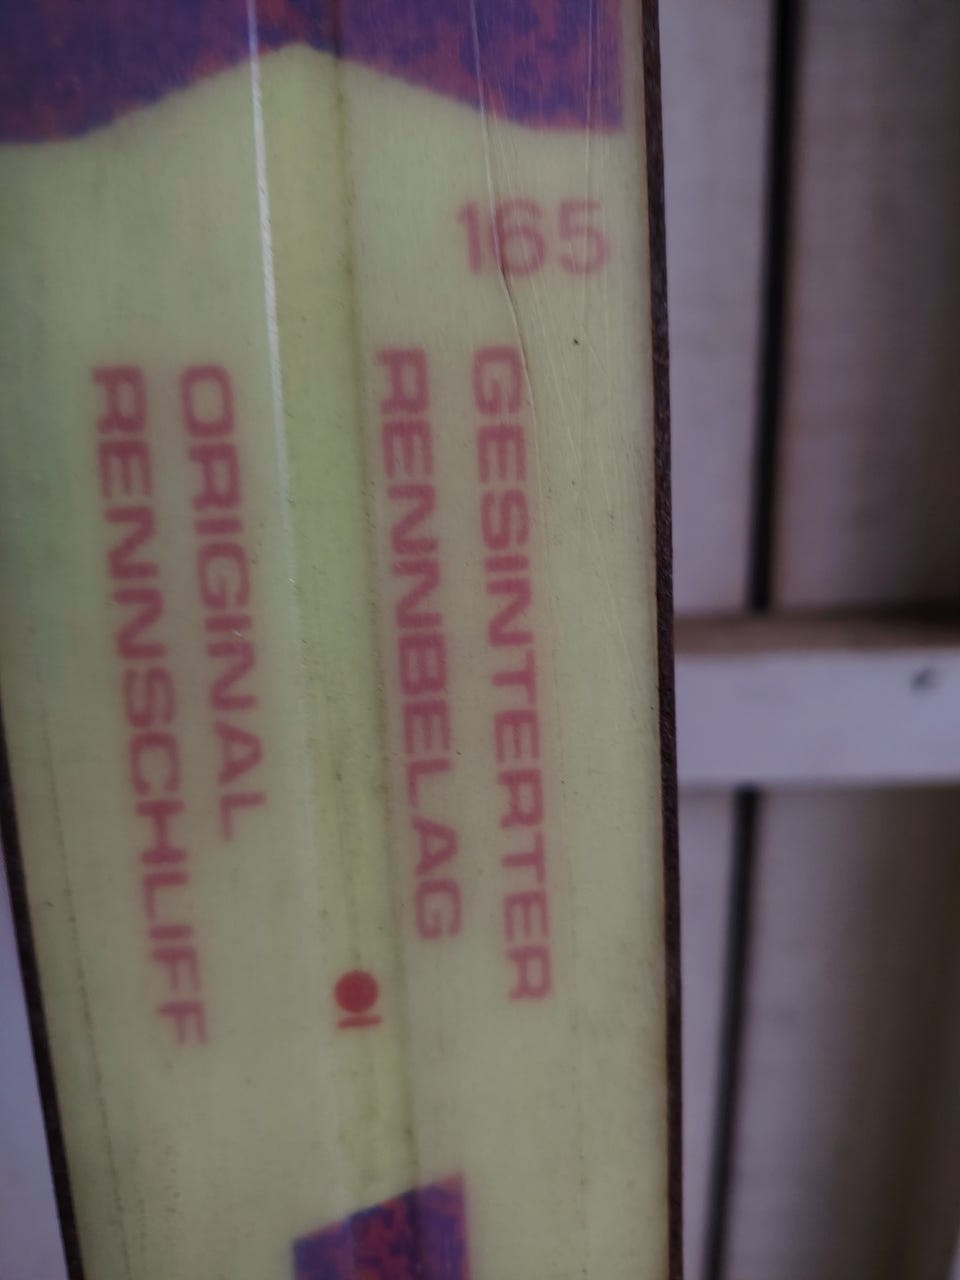 165
GESINTERTER
RENNBELAG
ORIGINAL
RENNSCHLIFF